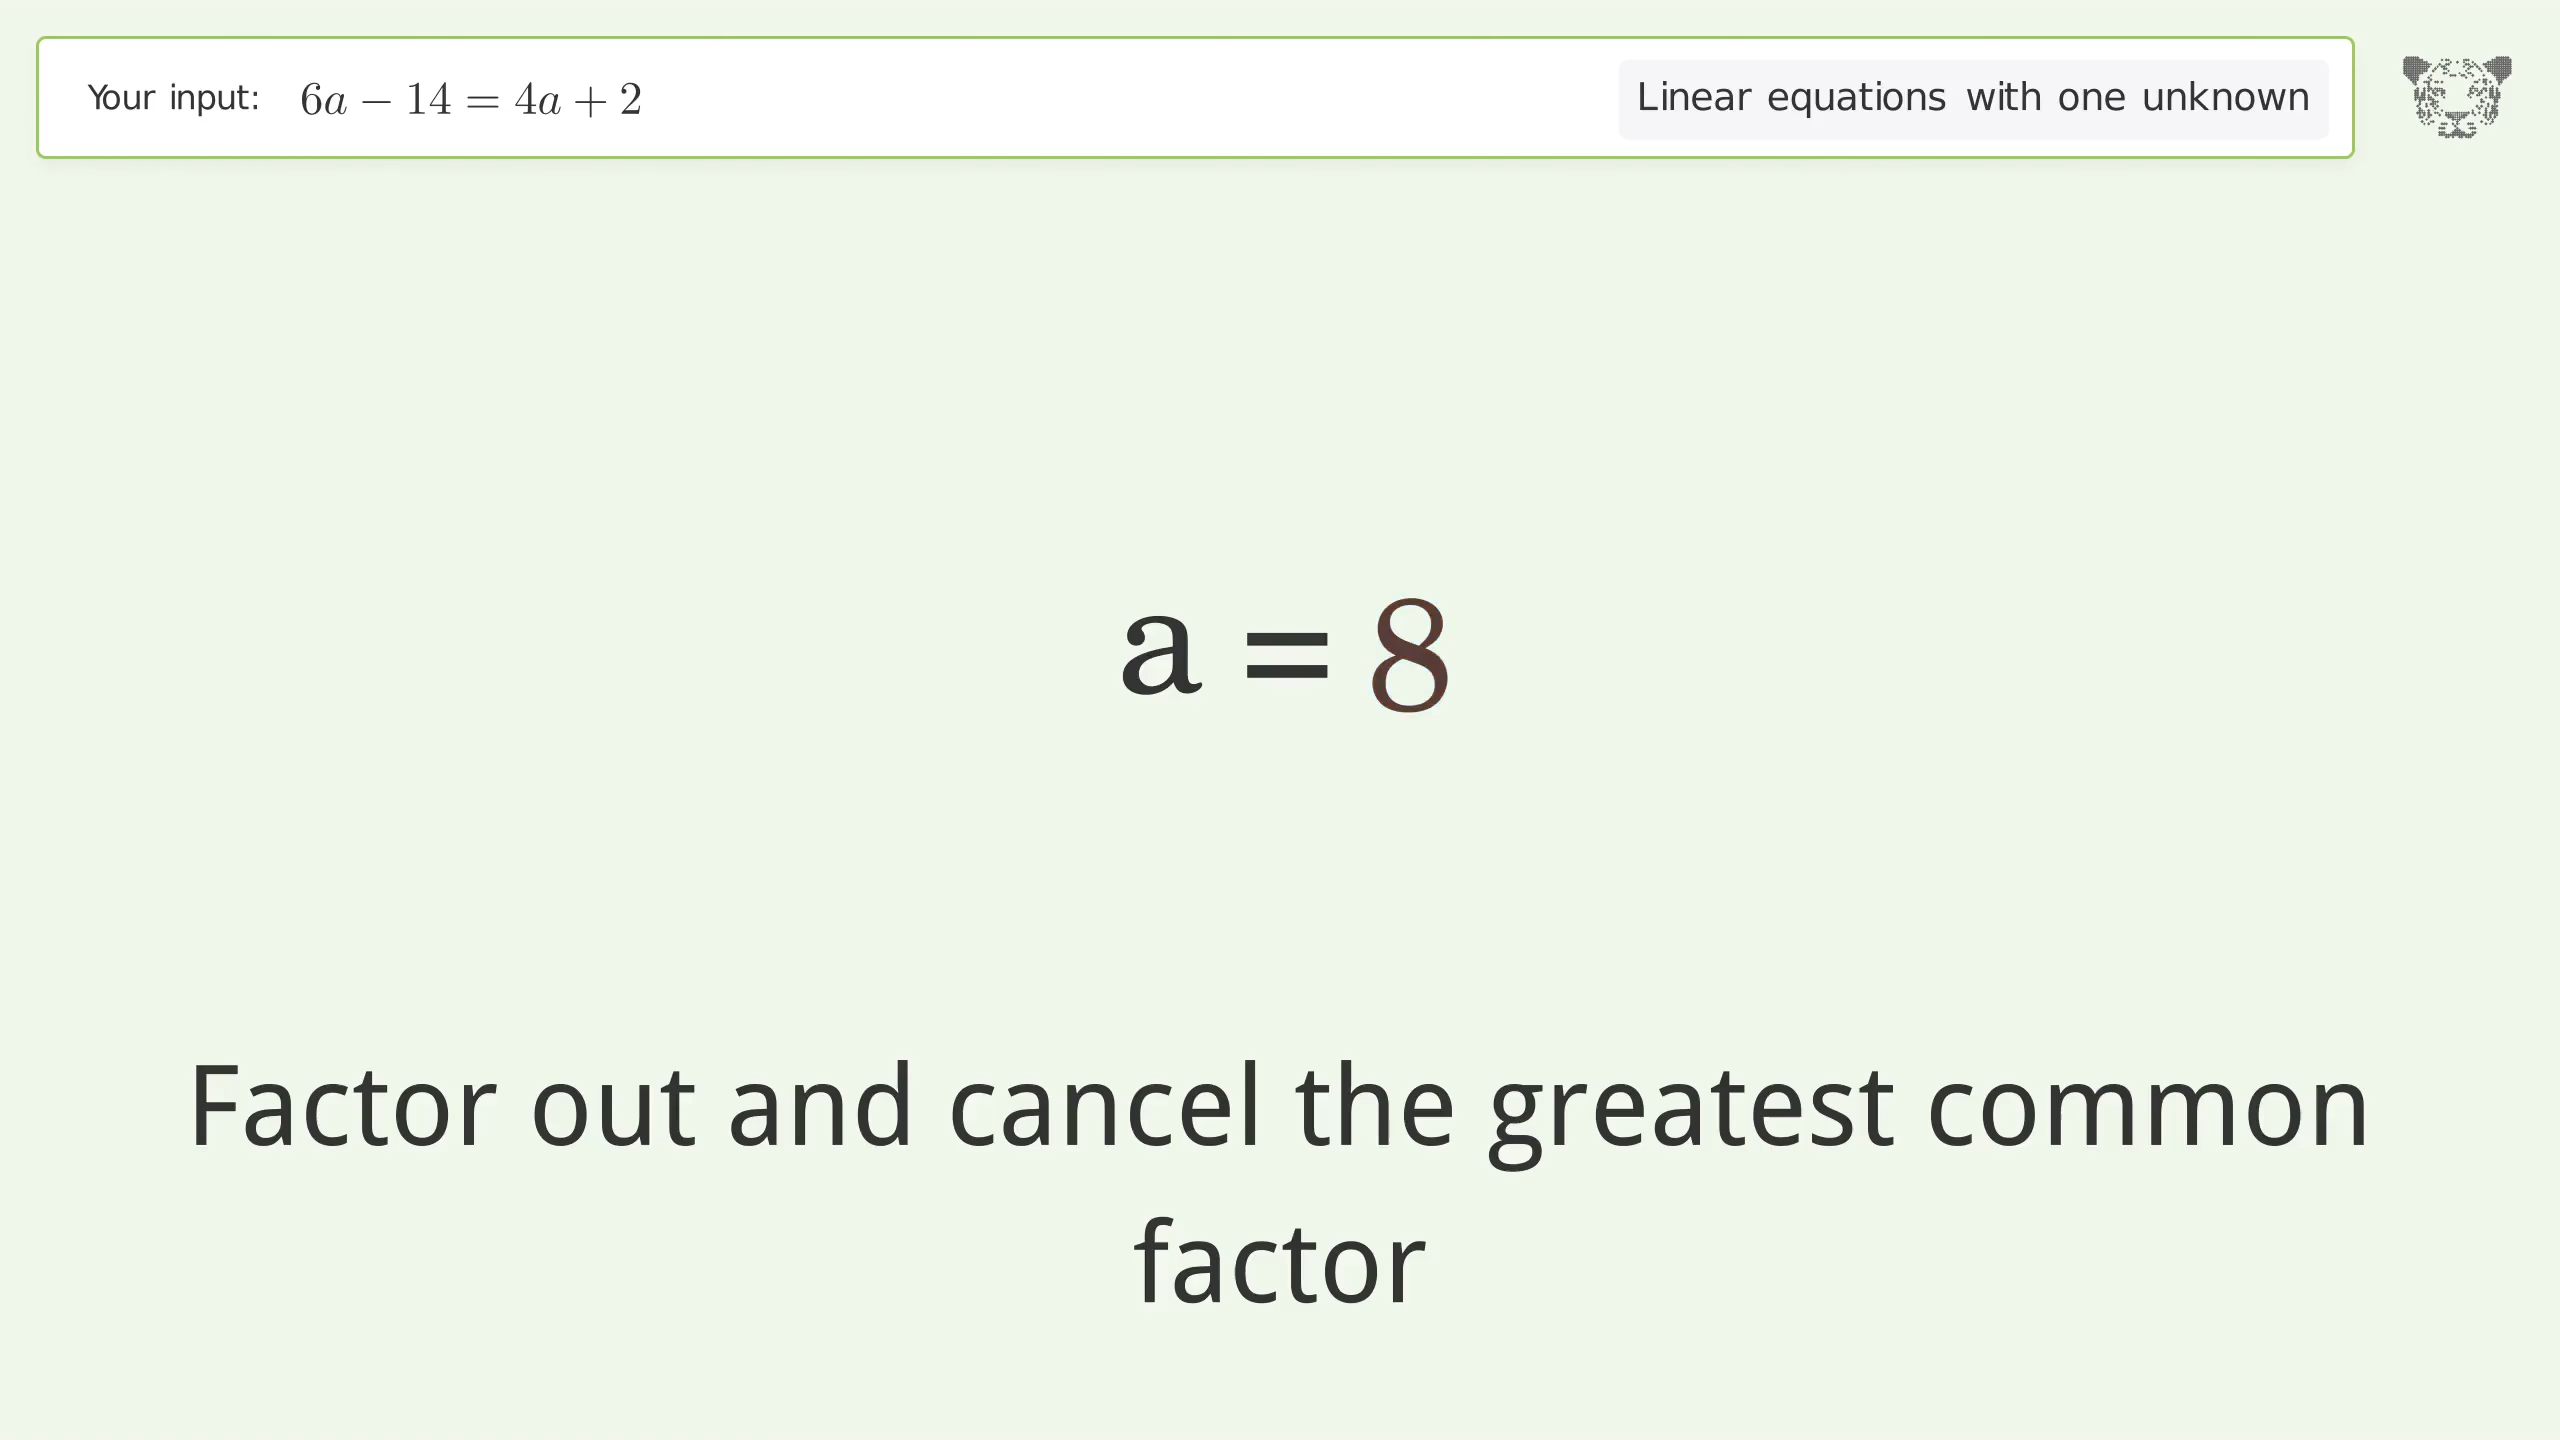 Your input: 6a − 14 = 4a + 2
Linear equations with one unknown
a = 8
Factor out and cancel the greatest common
factor